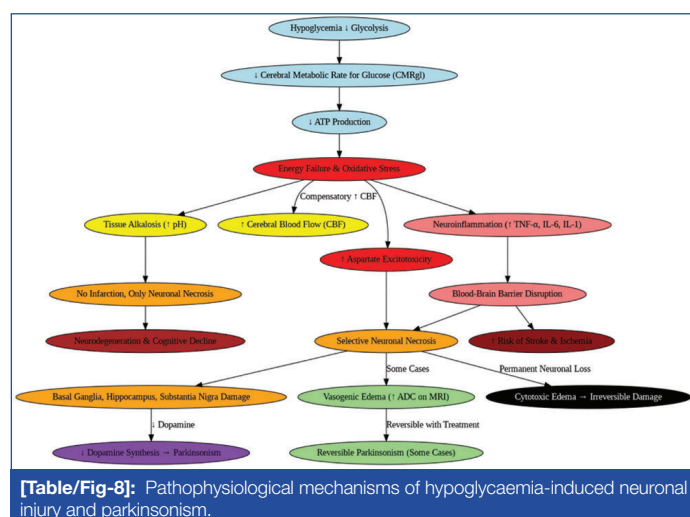 Hypoglycemia ↓ Glycolysis
↓ Cerebral Metabolic Rate for Glucose (CMRgl)
↓ ATP Production
Energy Failure & Oxidative Stress
Compensatory ↑ CBF
Tissue Alkalosis (↑ pH)
↑ Cerebral Blood Flow (CBF)
Neuroinflammation (↑ TNF-α, IL-6, IL-1)
↑ Aspartate Excitotoxicity
No Infarction, Only Neuronal Necrosis
Blood-Brain Barrier Disruption
Neurodegeneration & Cognitive Decline
Selective Neuronal Necrosis
↑ Risk of Stroke & Ischemia
Some Cases
Permanent Neuronal Loss
Basal Ganglia, Hippocampus, Substantia Nigra Damage
Vasogenic Edema (↑ ADC on MRI)
Cytotoxic Edema → Irreversible Damage
↓ Dopamine
Reversible with Treatment
↓ Dopamine Synthesis → Parkinsonism
Reversible Parkinsonism (Some Cases)
[Table/Fig-8]: Pathophysiological mechanisms of hypoglycaemia-induced neuronal
injury and parkinsonism.